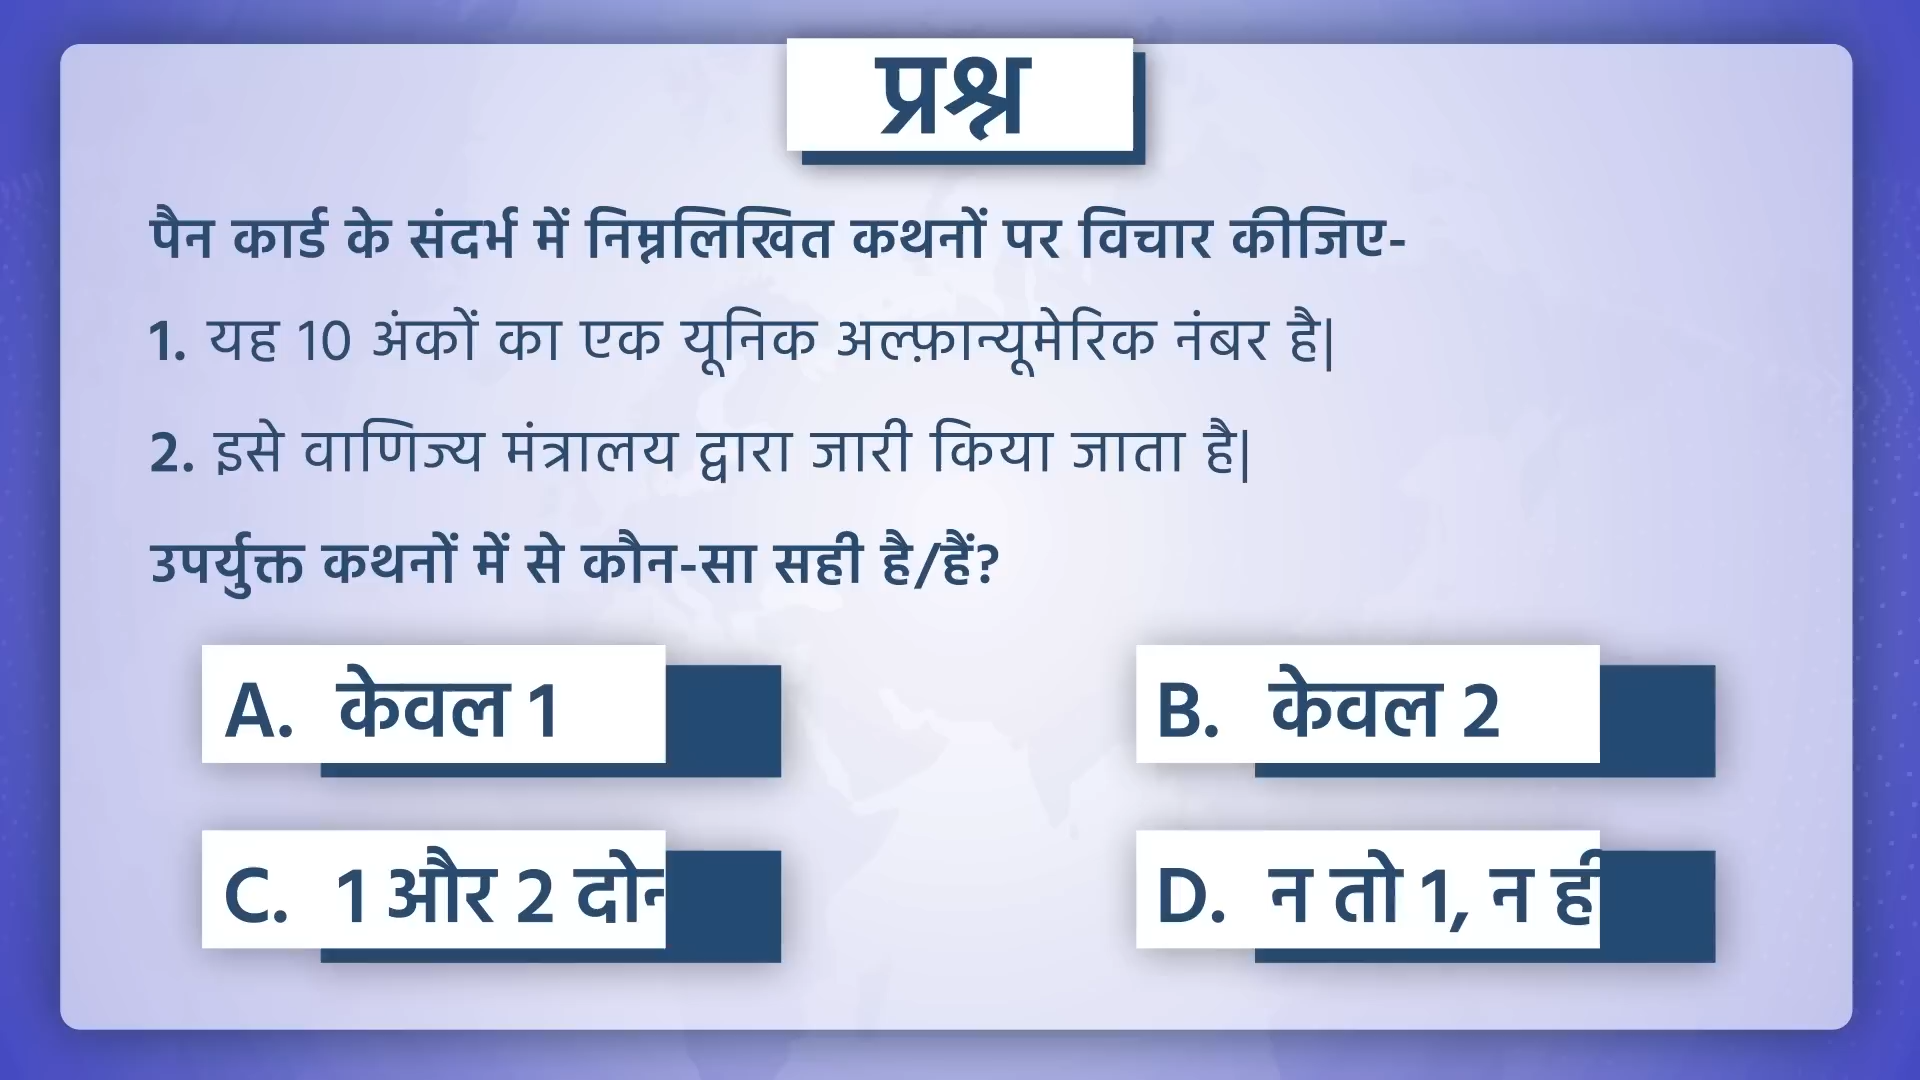 प्रश्न
पैन कार्ड के संदर्भ में निम्नलिखित कथनों पर विचार कीजिए-
1. यह 10 अंकों का एक यूनिक अल्फ़ान्यूमेरिक नंबर है|
2. इसे वाणिज्य मंत्रालय द्वारा जारी किया जाता है|
उपर्युक्त कथनों में से कौन-सा सही है/हैं?
A. केवल 1
B. केवल 2
C. 1 और 2
D. न तो 1, न ही